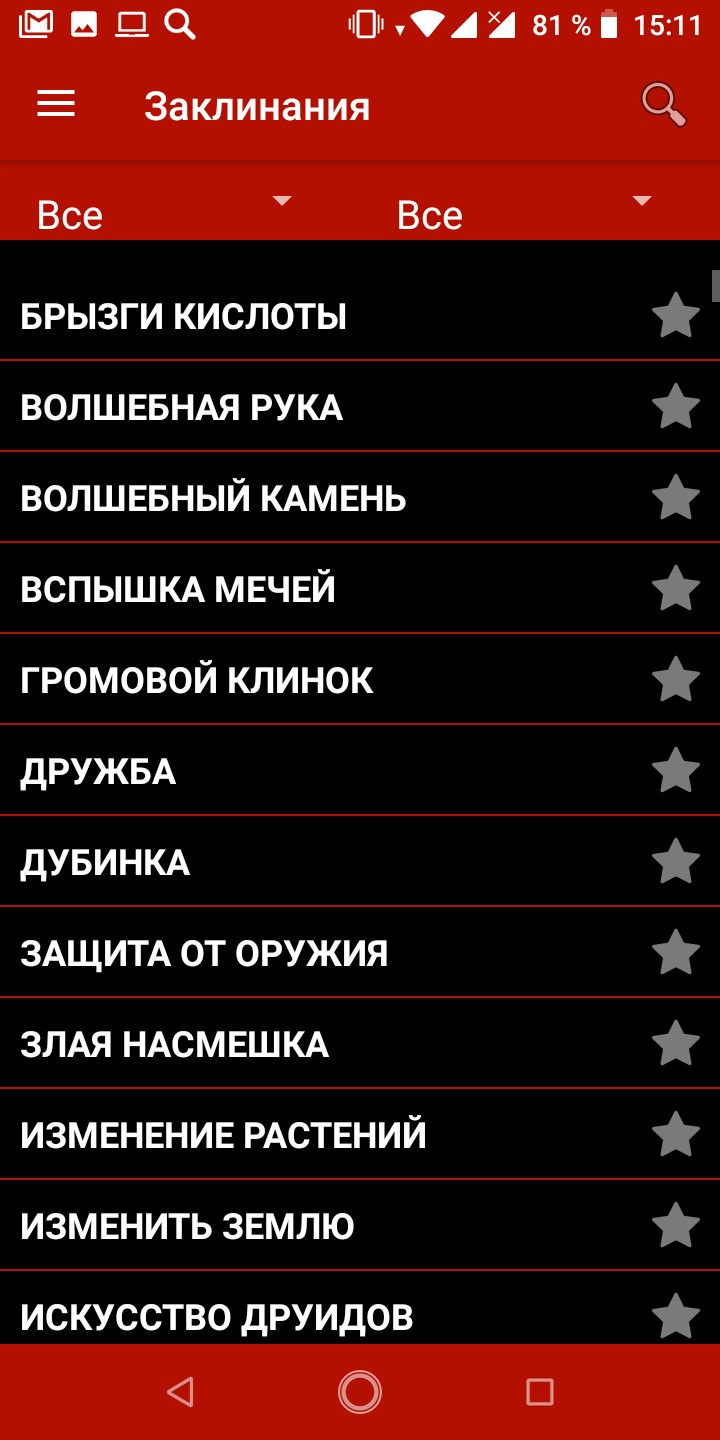 81 % 15:11
Заклинания
Все Все
БРЫЗГИ КИСЛОТЫ
ВОЛШЕБНАЯ РУКА
ВОЛШЕБНЫЙ КАМЕНЬ
ВСПЫШКА МЕЧЕЙ
ГРОМОВОЙ КЛИНОК
ДРУЖБА
ДУБИНКА
ЗАЩИТА ОТ ОРУЖИЯ
ЗЛАЯ НАСМЕШКА
ИЗМЕНЕНИЕ РАСТЕНИЙ
ИЗМЕНИТЬ ЗЕМЛЮ
ИСКУССТВО ДРУИДОВ